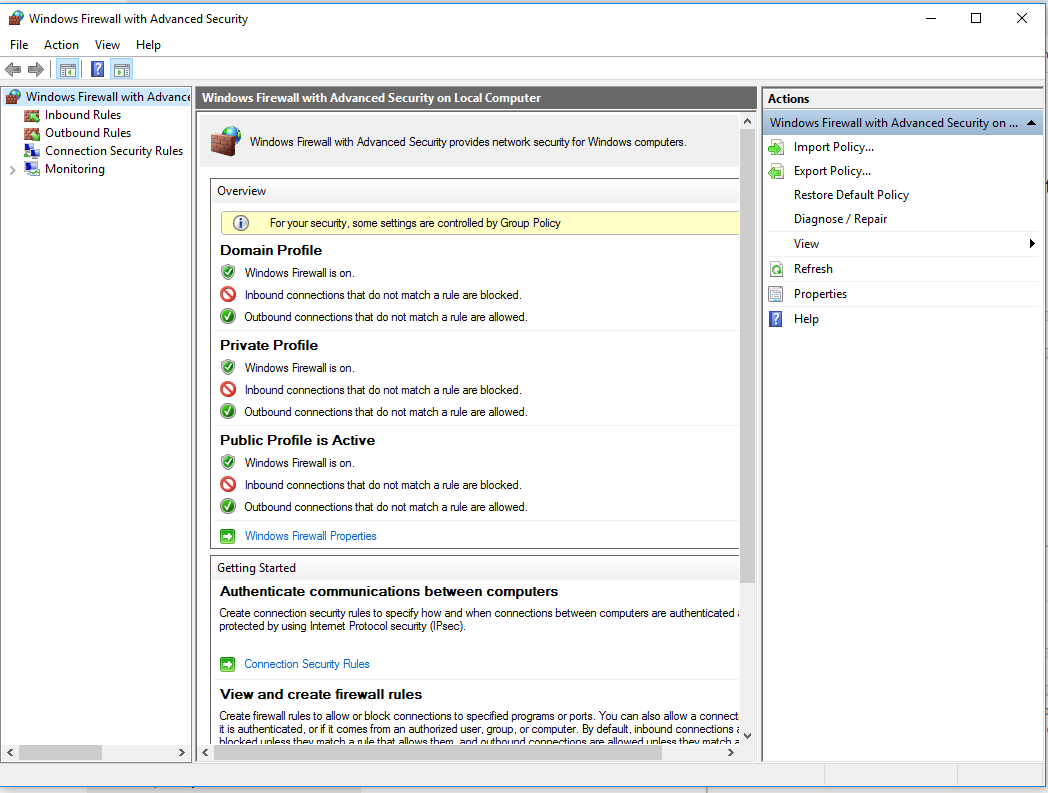 Windows Firewall with Advanced Security
File Action View Help
Windows Firewall with Advance
Inbound Rules
Outbound Rules
Connection Security Rules
Monitoring
Windows Firewall with Advanced Security on Local Computer
Windows Firewall with Advanced Security provides network security for Windows computers.
Overview
For your security, some settings are controlled by Group Policy
Domain Profile
Windows Firewall is on.
Inbound connections that do not match a rule are blocked.
Outbound connections that do not match a rule are allowed.
Private Profile
Windows Firewall is on.
Inbound connections that do not match a rule are blocked.
Outbound connections that do not match a rule are allowed.
Public Profile is Active
Windows Firewall is on.
Inbound connections that do not match a rule are blocked.
Outbound connections that do not match a rule are allowed.
Windows Firewall Properties
Getting Started
Authenticate communications between computers
Create connection security rules to specify how and when connections between computers are authenticated
protected by using Internet Protocol security (IPsec).
Connection Security Rules
View and create firewall rules
Create firewall rules to allow or block connections to specified programs or ports. You can also allow a connecti
it is authenticated, or if it comes from an authorized user, group, or computer. By default, inbound connections
blocked unless they match a rule that allows them, and outbound connections are allowed unless they match a
Actions
Windows Firewall with Advanced Security on ...
Import Policy...
Export Policy...
Restore Default Policy
Diagnose / Repair
View
Refresh
Properties
Help